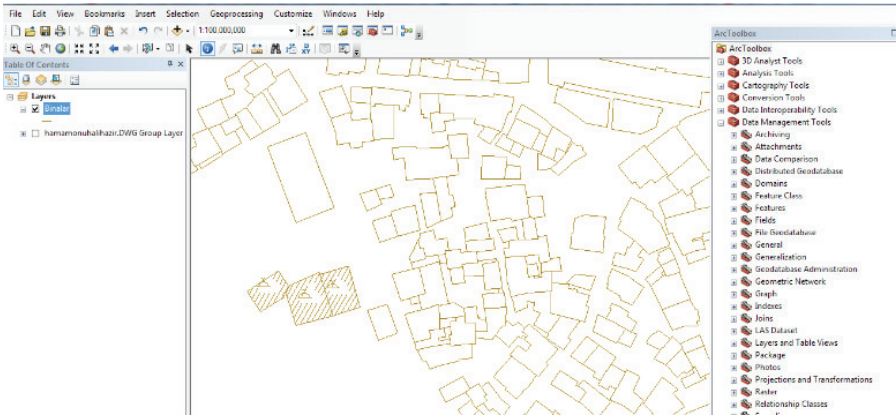 File Edit View Bookmarks Insert Selection Geoprocessing Customize Windows Help
1:100,000,000
Table Of Contents
Layers
Binalar
hamamonuhalihazir.DWG Group Layer
ArcToolbox
ArcToolbox
3D Analyst Tools
Analysis Tools
Cartography Tools
Conversion Tools
Data Interoperability Tools
Data Management Tools
Archiving
Attachments
Data Comparison
Distributed Geodatabase
Domains
Feature Class
Features
Fields
File Geodatabase
General
Generalization
Geodatabase Administration
Geometric Network
Graph
Indexes
Joins
LAS Dataset
Layers and Table Views
Package
Photos
Projections and Transformations
Raster
Relationship Classes